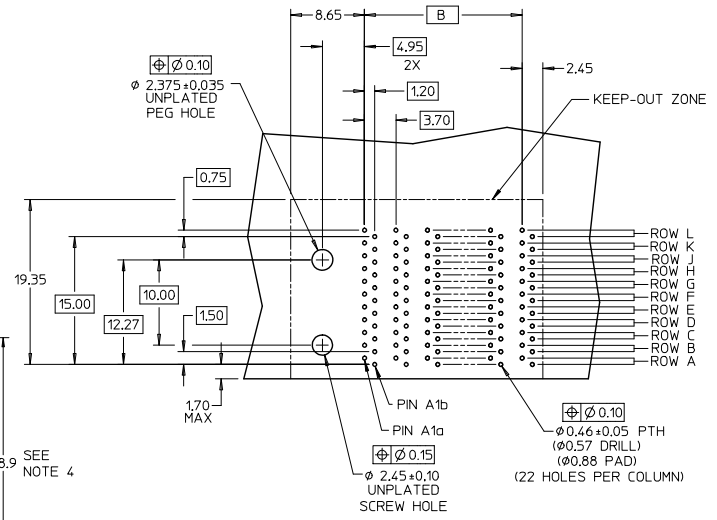 8.65
B
4.95
2X
2.45
⌖ Ø 0.10
Ø 2.375±0.035
UNPLATED
PEG HOLE
1.20
3.70
KEEP-OUT ZONE
0.75
19.35
15.00
12.27
10.00
1.50
ROW L
ROW K
ROW J
ROW H
ROW G
ROW F
ROW E
ROW D
ROW C
ROW B
ROW A
1.70
MAX
PIN A1b
PIN A1a
⌖ Ø 0.15
Ø 2.45±0.10
UNPLATED
SCREW HOLE
⌖ Ø 0.10
Ø0.46±0.05 PTH
(Ø0.57 DRILL)
(Ø0.88 PAD)
(22 HOLES PER COLUMN)
8.9 SEE
NOTE 4